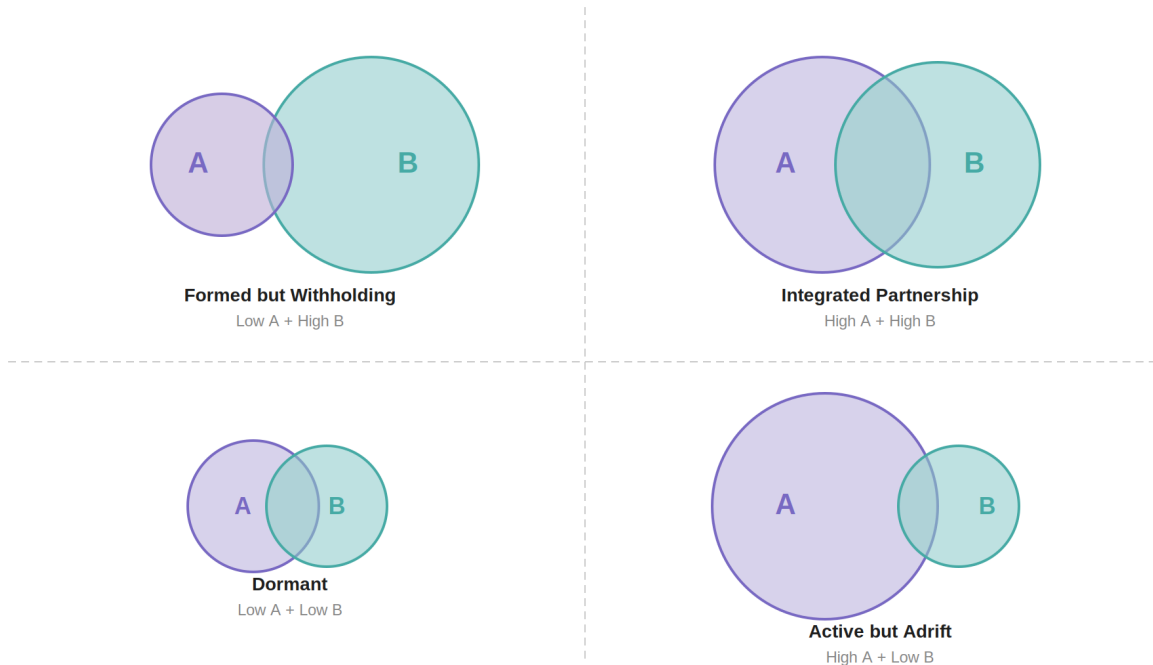 A
B
Formed but Withholding
Low A + High B
A
B
Integrated Partnership
High A + High B
A
B
Dormant
Low A + Low B
A
B
Active but Adrift
High A + Low B